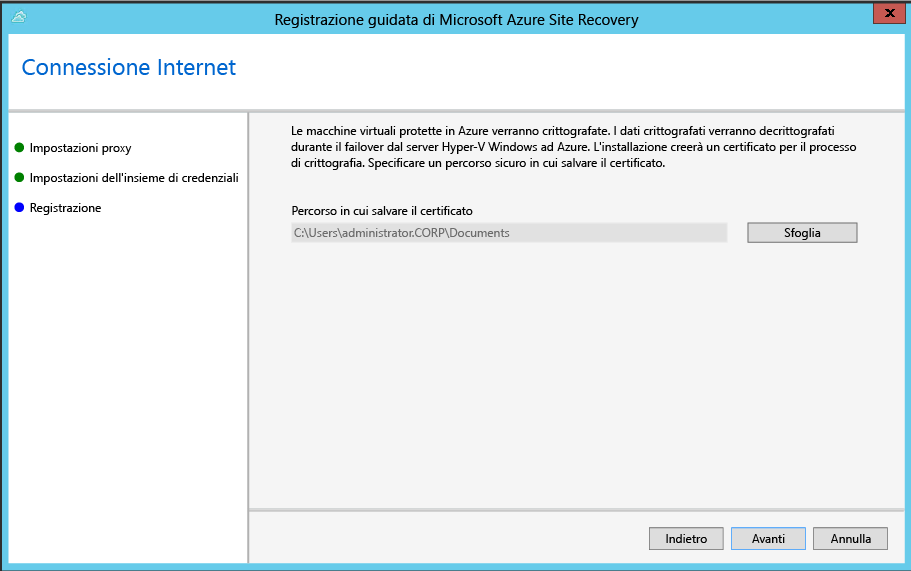 Registrazione guidata di Microsoft Azure Site Recovery
x
Connessione Internet
Impostazioni proxy
Impostazioni dell'insieme di credenziali
Registrazione
Le macchine virtuali protette in Azure verranno crittografate. I dati crittografati verranno decrittografati
durante il failover dal server Hyper-V Windows ad Azure. L'installazione creerà un certificato per il processo
di crittografia. Specificare un percorso sicuro in cui salvare il certificato.
Percorso in cui salvare il certificato
C:\Users\administrator.CORP\Documents
Sfoglia
Indietro
Avanti
Annulla